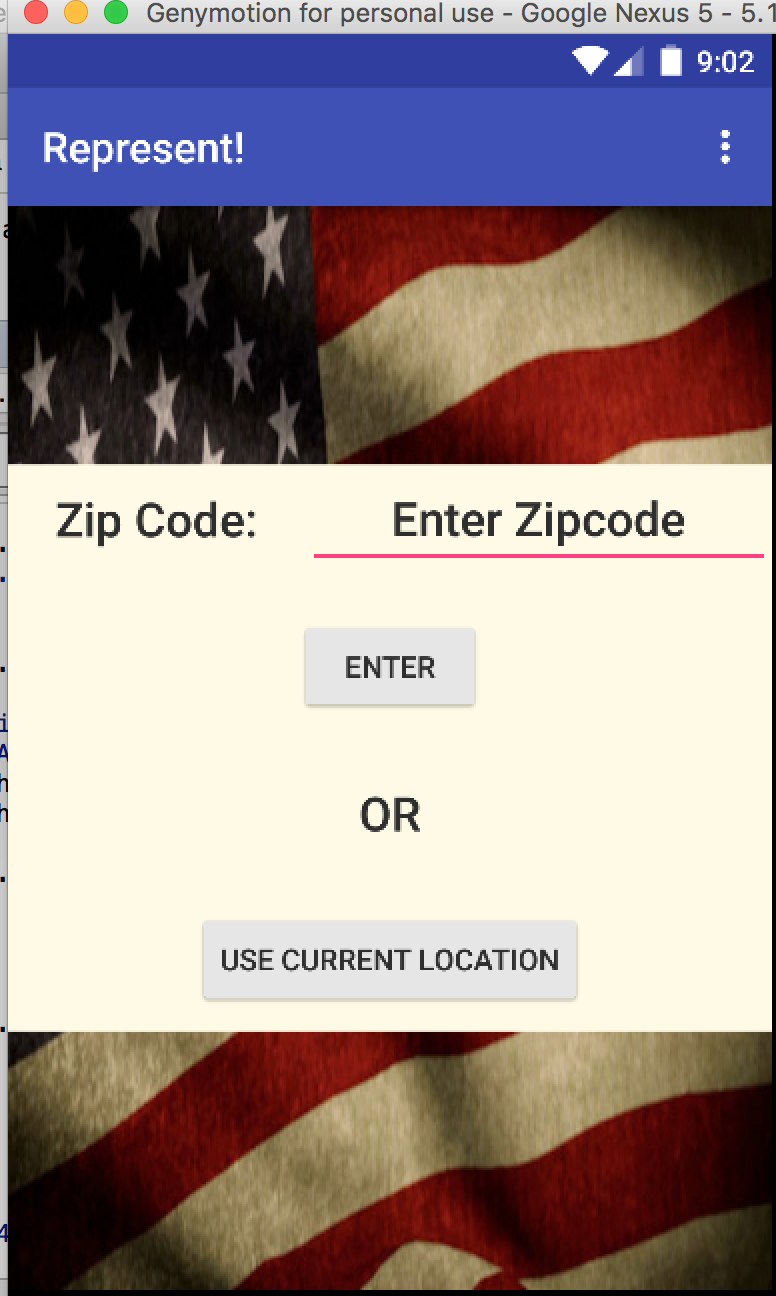 Genymotion for personal use - Google Nexus 5 - 5.1
9:02
Represent!
Zip Code: Enter Zipcode
ENTER
OR
USE CURRENT LOCATION